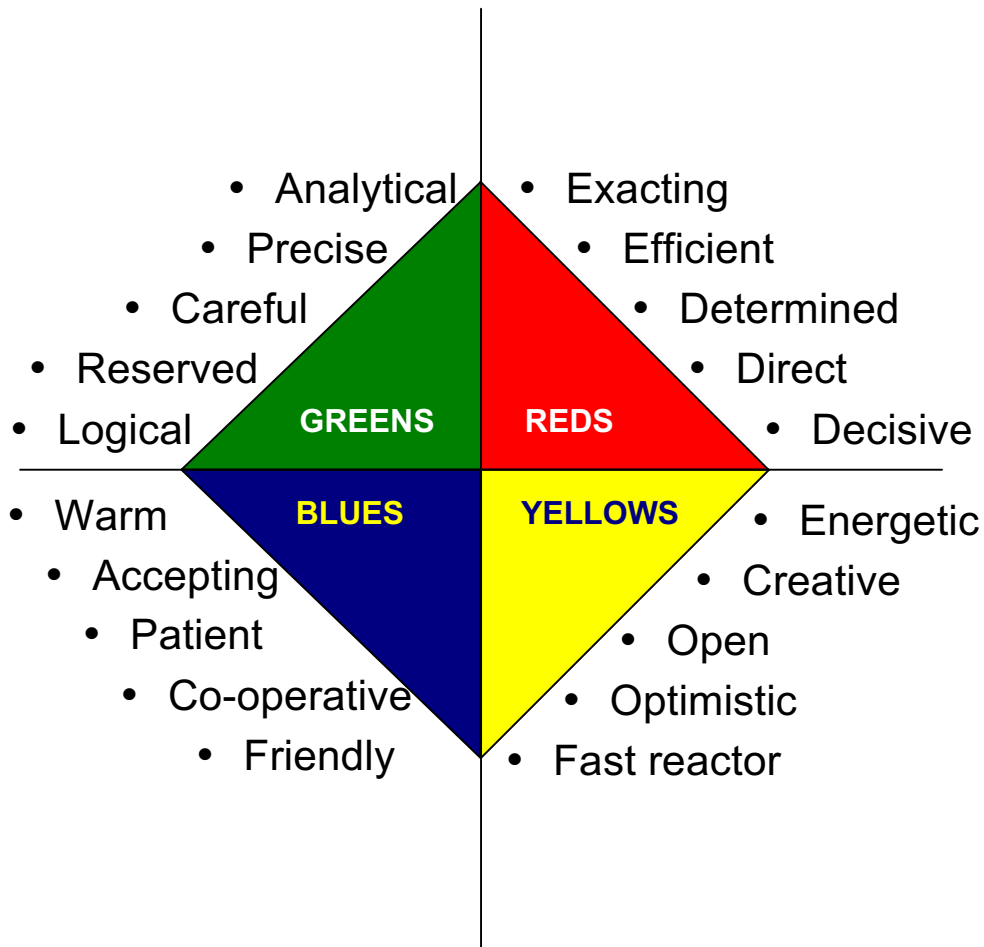 • Analytical
• Precise
• Careful
• Reserved
• Logical
GREENS
• Exacting
• Efficient
• Determined
• Direct
• Decisive
REDS
• Warm
• Accepting
• Patient
• Co-operative
• Friendly
BLUES
YELLOWS
• Energetic
• Creative
• Open
• Optimistic
• Fast reactor